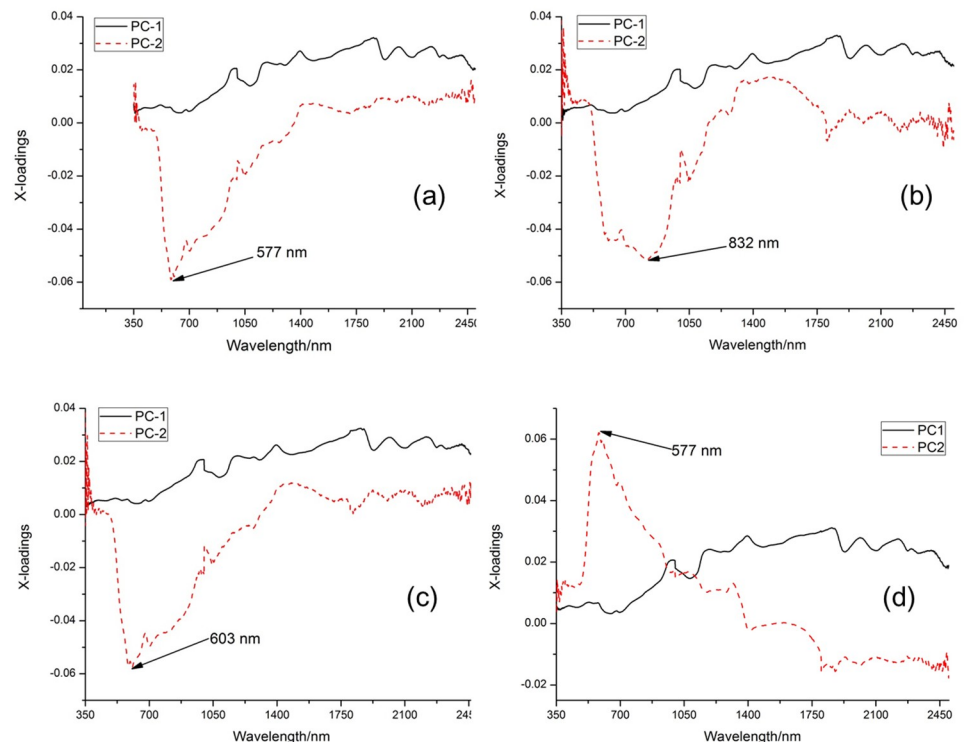 0.04
0.02
0.00
-0.02
-0.04
-0.06
X-loadings
PC-1
PC-2
(a)
577 nm
350 700 1050 1400 1750 2100 2450
Wavelength/nm
0.04
0.02
0.00
-0.02
-0.04
-0.06
X-loadings
PC-1
PC-2
(b)
832 nm
350 700 1050 1400 1750 2100 2450
Wavelength/nm
0.04
0.02
0.00
-0.02
-0.04
-0.06
X-loadings
PC-1
PC-2
(c)
603 nm
350 700 1050 1400 1750 2100
Wavelength/nm
0.06
0.04
0.02
0.00
-0.02
X-loadings
PC1
PC2
577 nm
(d)
350 700 1050 1400 1750 2100 2450
Wavelength/nm